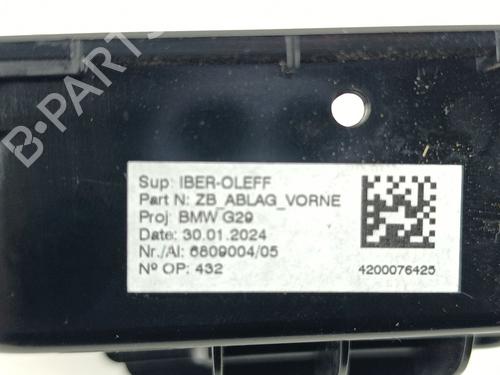 B-PARTS
Sup: IBER-OLEFF
Part N: ZB_ABLAG_VORNE
Proj: BMW G29
Date: 30.01.2024
Nr./AI: 6809004/05
Nº OP: 432
4200076425